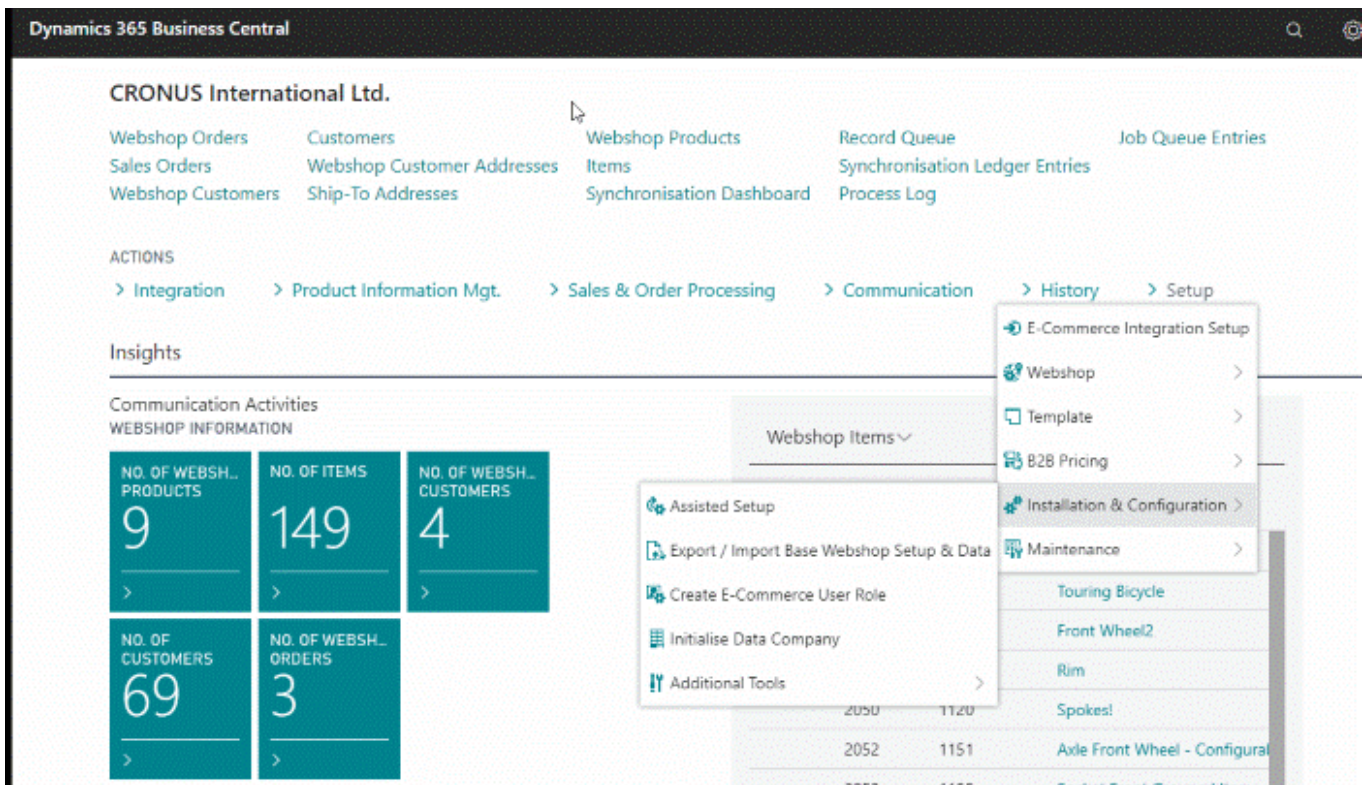 Dynamics 365 Business Central
CRONUS International Ltd.
Webshop Orders Customers Webshop Products Record Queue Job Queue Entries
Sales Orders Webshop Customer Addresses Items Synchronisation Ledger Entries
Webshop Customers Ship-To Addresses Synchronisation Dashboard Process Log
ACTIONS
> Integration > Product Information Mgt. > Sales & Order Processing > Communication > History > Setup
E-Commerce Integration Setup
Webshop >
Template >
B2B Pricing >
Installation & Configuration >
Maintenance >
Assisted Setup
Export / Import Base Webshop Setup & Data
Create E-Commerce User Role
Initialise Data Company
Additional Tools >
Insights
Communication Activities
WEBSHOP INFORMATION
NO. OF WEBSH...
PRODUCTS
9
>
NO. OF ITEMS
149
>
NO. OF WEBSH...
CUSTOMERS
4
>
NO. OF
CUSTOMERS
69
>
NO. OF WEBSH...
ORDERS
3
>
Webshop Items
Touring Bicycle
Front Wheel2
Rim
2050 1120 Spokes!
2052 1151 Axle Front Wheel - Configural